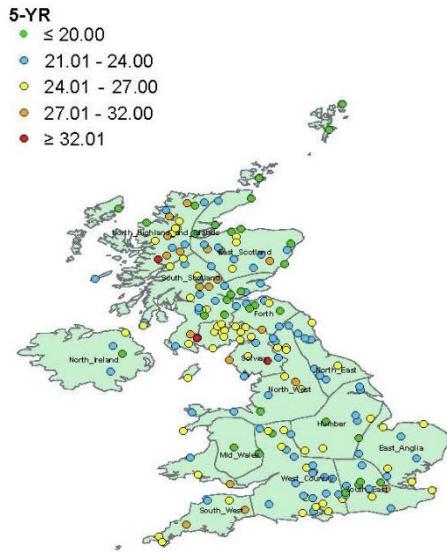 5-YR
≤ 20.00
21.01 - 24.00
24.01 - 27.00
27.01 - 32.00
≥ 32.01
North_Highland_and_Islands
East_Scotland
South_Scotland
Forth
North_Ireland
Solway
North_East
North_West
Humber
East_Anglia
Mid_Wales
West_Country
South_East
South_West